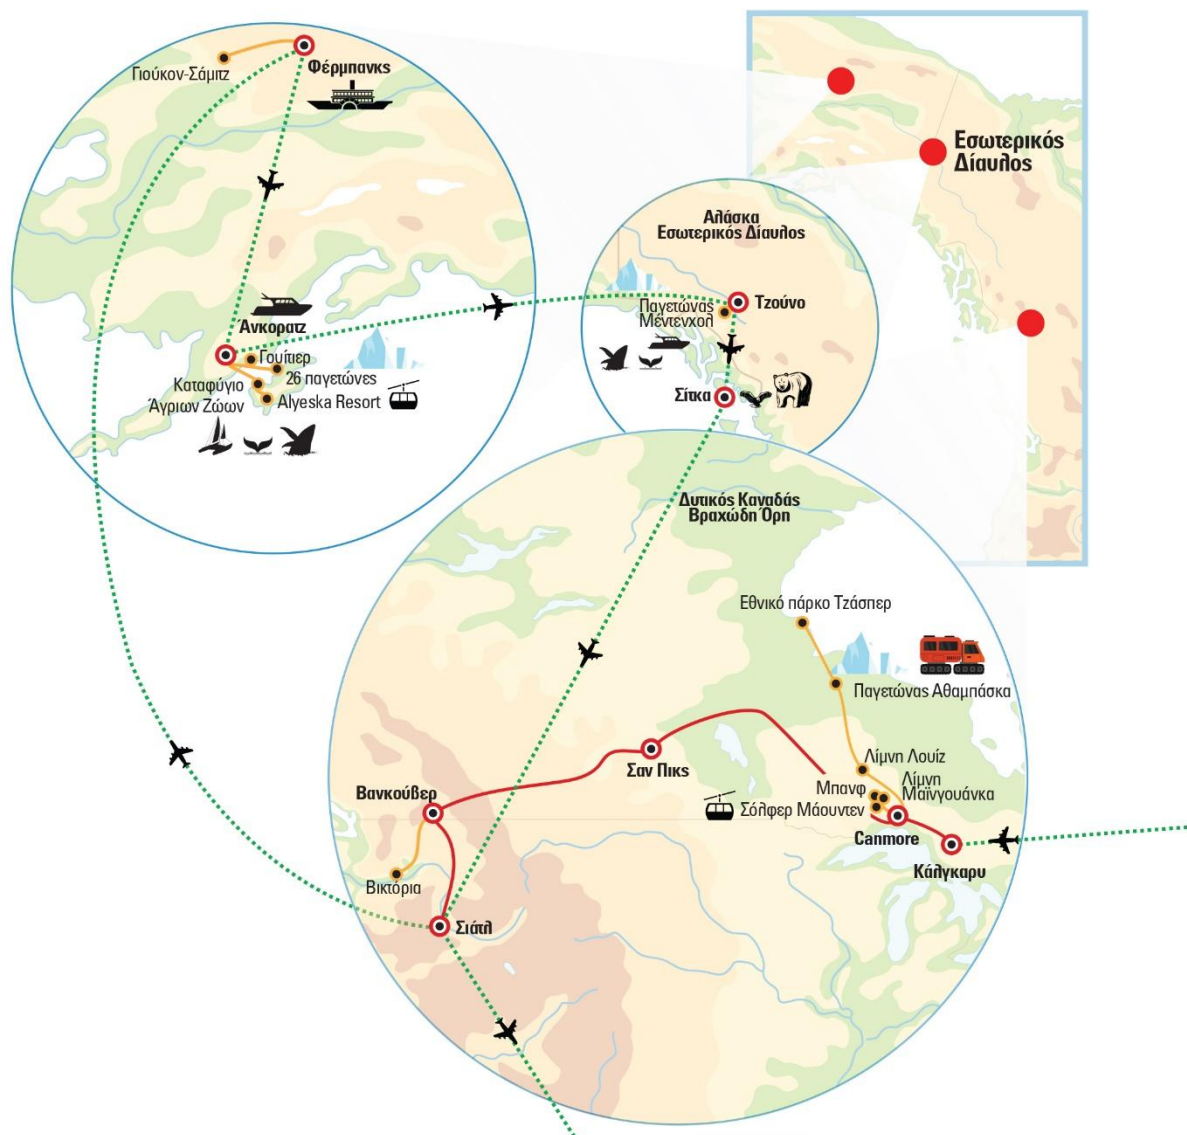 Γιούκον-Σάμιτζ
Φέρμπανκς
Εσωτερικός
Δίαυλος
Αλάσκα
Εσωτερικός Δίαυλος
Τζούνο
Παγετώνας
Μέντενχολ
Σίτκα
Άνκορατζ
Γουίτιερ
26 παγετώνες
Καταφύγιο
Άγριων Ζώων
Alyeska Resort
Δυτικός Καναδάς
Βραχώδη Όρη
Εθνικό πάρκο Τζάσπερ
Παγετώνας Αθαμπάσκα
Λίμνη Λουίζ
Λίμνη
Μαϊνγουάνκα
Μπανφ
Σόλφερ Μάουντεν
Canmore
Κάλγκαρυ
Σαν Πικς
Βανκούβερ
Βικτόρια
Σιάτλ